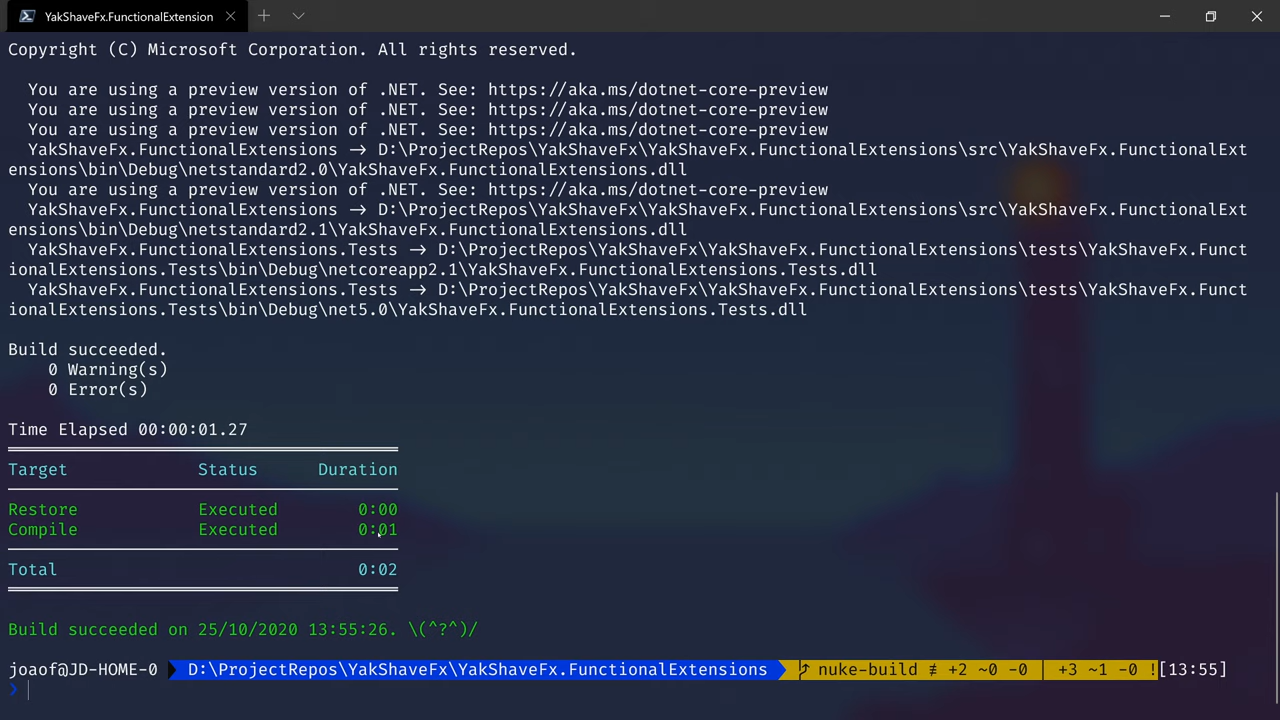 YakShaveFx.FunctionalExtension
Copyright (C) Microsoft Corporation. All rights reserved.
You are using a preview version of .NET. See: https://aka.ms/dotnet-core-preview
You are using a preview version of .NET. See: https://aka.ms/dotnet-core-preview
You are using a preview version of .NET. See: https://aka.ms/dotnet-core-preview
YakShaveFx.FunctionalExtensions -> D:\ProjectRepos\YakShaveFx\YakShaveFx.FunctionalExtensions\src\YakShaveFx.FunctionalExt
ensions\bin\Debug\netstandard2.0\YakShaveFx.FunctionalExtensions.dll
You are using a preview version of .NET. See: https://aka.ms/dotnet-core-preview
YakShaveFx.FunctionalExtensions -> D:\ProjectRepos\YakShaveFx\YakShaveFx.FunctionalExtensions\src\YakShaveFx.FunctionalExt
ensions\bin\Debug\netstandard2.1\YakShaveFx.FunctionalExtensions.dll
YakShaveFx.FunctionalExtensions.Tests -> D:\ProjectRepos\YakShaveFx\YakShaveFx.FunctionalExtensions\tests\YakShaveFx.Funct
ionalExtensions.Tests\bin\Debug\netcoreapp2.1\YakShaveFx.FunctionalExtensions.Tests.dll
YakShaveFx.FunctionalExtensions.Tests -> D:\ProjectRepos\YakShaveFx\YakShaveFx.FunctionalExtensions\tests\YakShaveFx.Funct
ionalExtensions.Tests\bin\Debug\net5.0\YakShaveFx.FunctionalExtensions.Tests.dll
Build succeeded.
0 Warning(s)
0 Error(s)
Time Elapsed 00:00:01.27
Target Status Duration
Restore Executed 0:00
Compile Executed 0:01
Total 0:02
Build succeeded on 25/10/2020 13:55:26. \(^?^)/
joaof@JD-HOME-0 D:\ProjectRepos\YakShaveFx\YakShaveFx.FunctionalExtensions nuke-build ≢ +2 ~0 -0 | +3 ~1 -0 ! [13:55]
❯